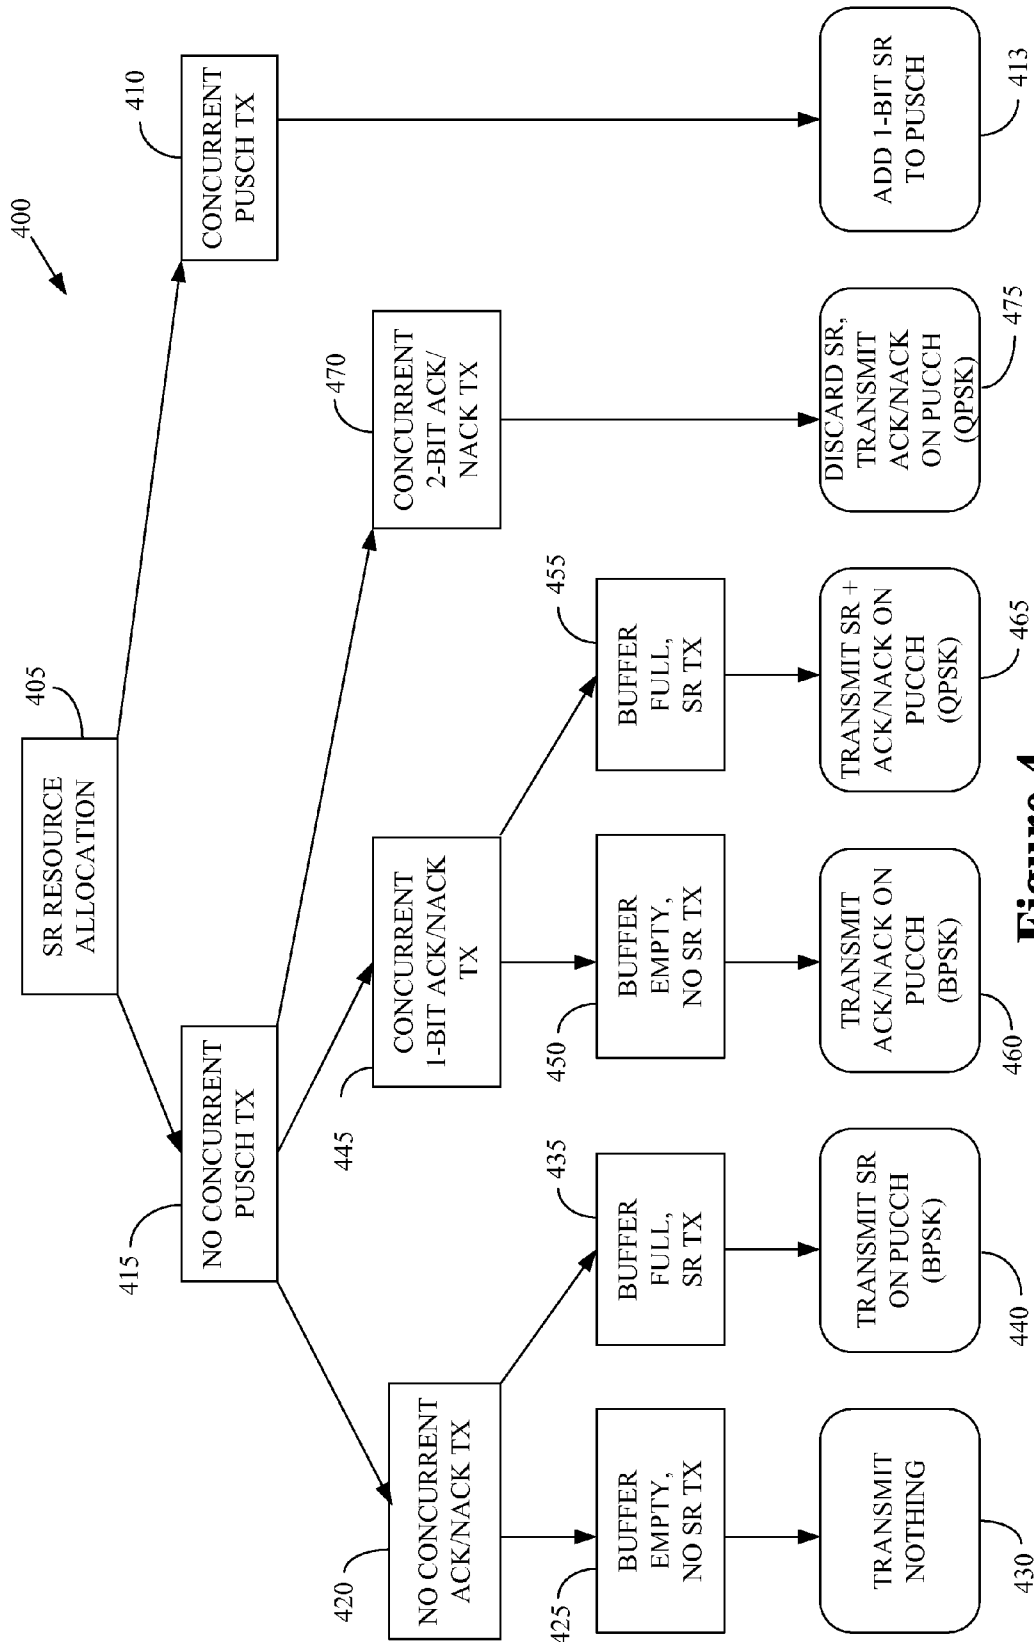 400
SR RESOURCE
ALLOCATION
405
NO CONCURRENT
PUSCH TX
415
CONCURRENT
PUSCH TX
410
NO CONCURRENT
ACK/NACK TX
420
CONCURRENT
1-BIT ACK/NACK
TX
445
CONCURRENT
2-BIT ACK/
NACK TX
470
BUFFER
EMPTY,
NO SR TX
425
BUFFER
FULL,
SR TX
435
BUFFER
EMPTY,
NO SR TX
450
BUFFER
FULL,
SR TX
455
TRANSMIT
NOTHING
430
TRANSMIT SR
ON PUCCH
(BPSK)
440
TRANSMIT
ACK/NACK ON
PUCCH
(BPSK)
460
TRANSMIT SR +
ACK/NACK ON
PUCCH
(QPSK)
465
DISCARD SR,
TRANSMIT
ACK/NACK
ON PUCCH
(QPSK)
475
ADD 1-BIT SR
TO PUSCH
413
Figure 4